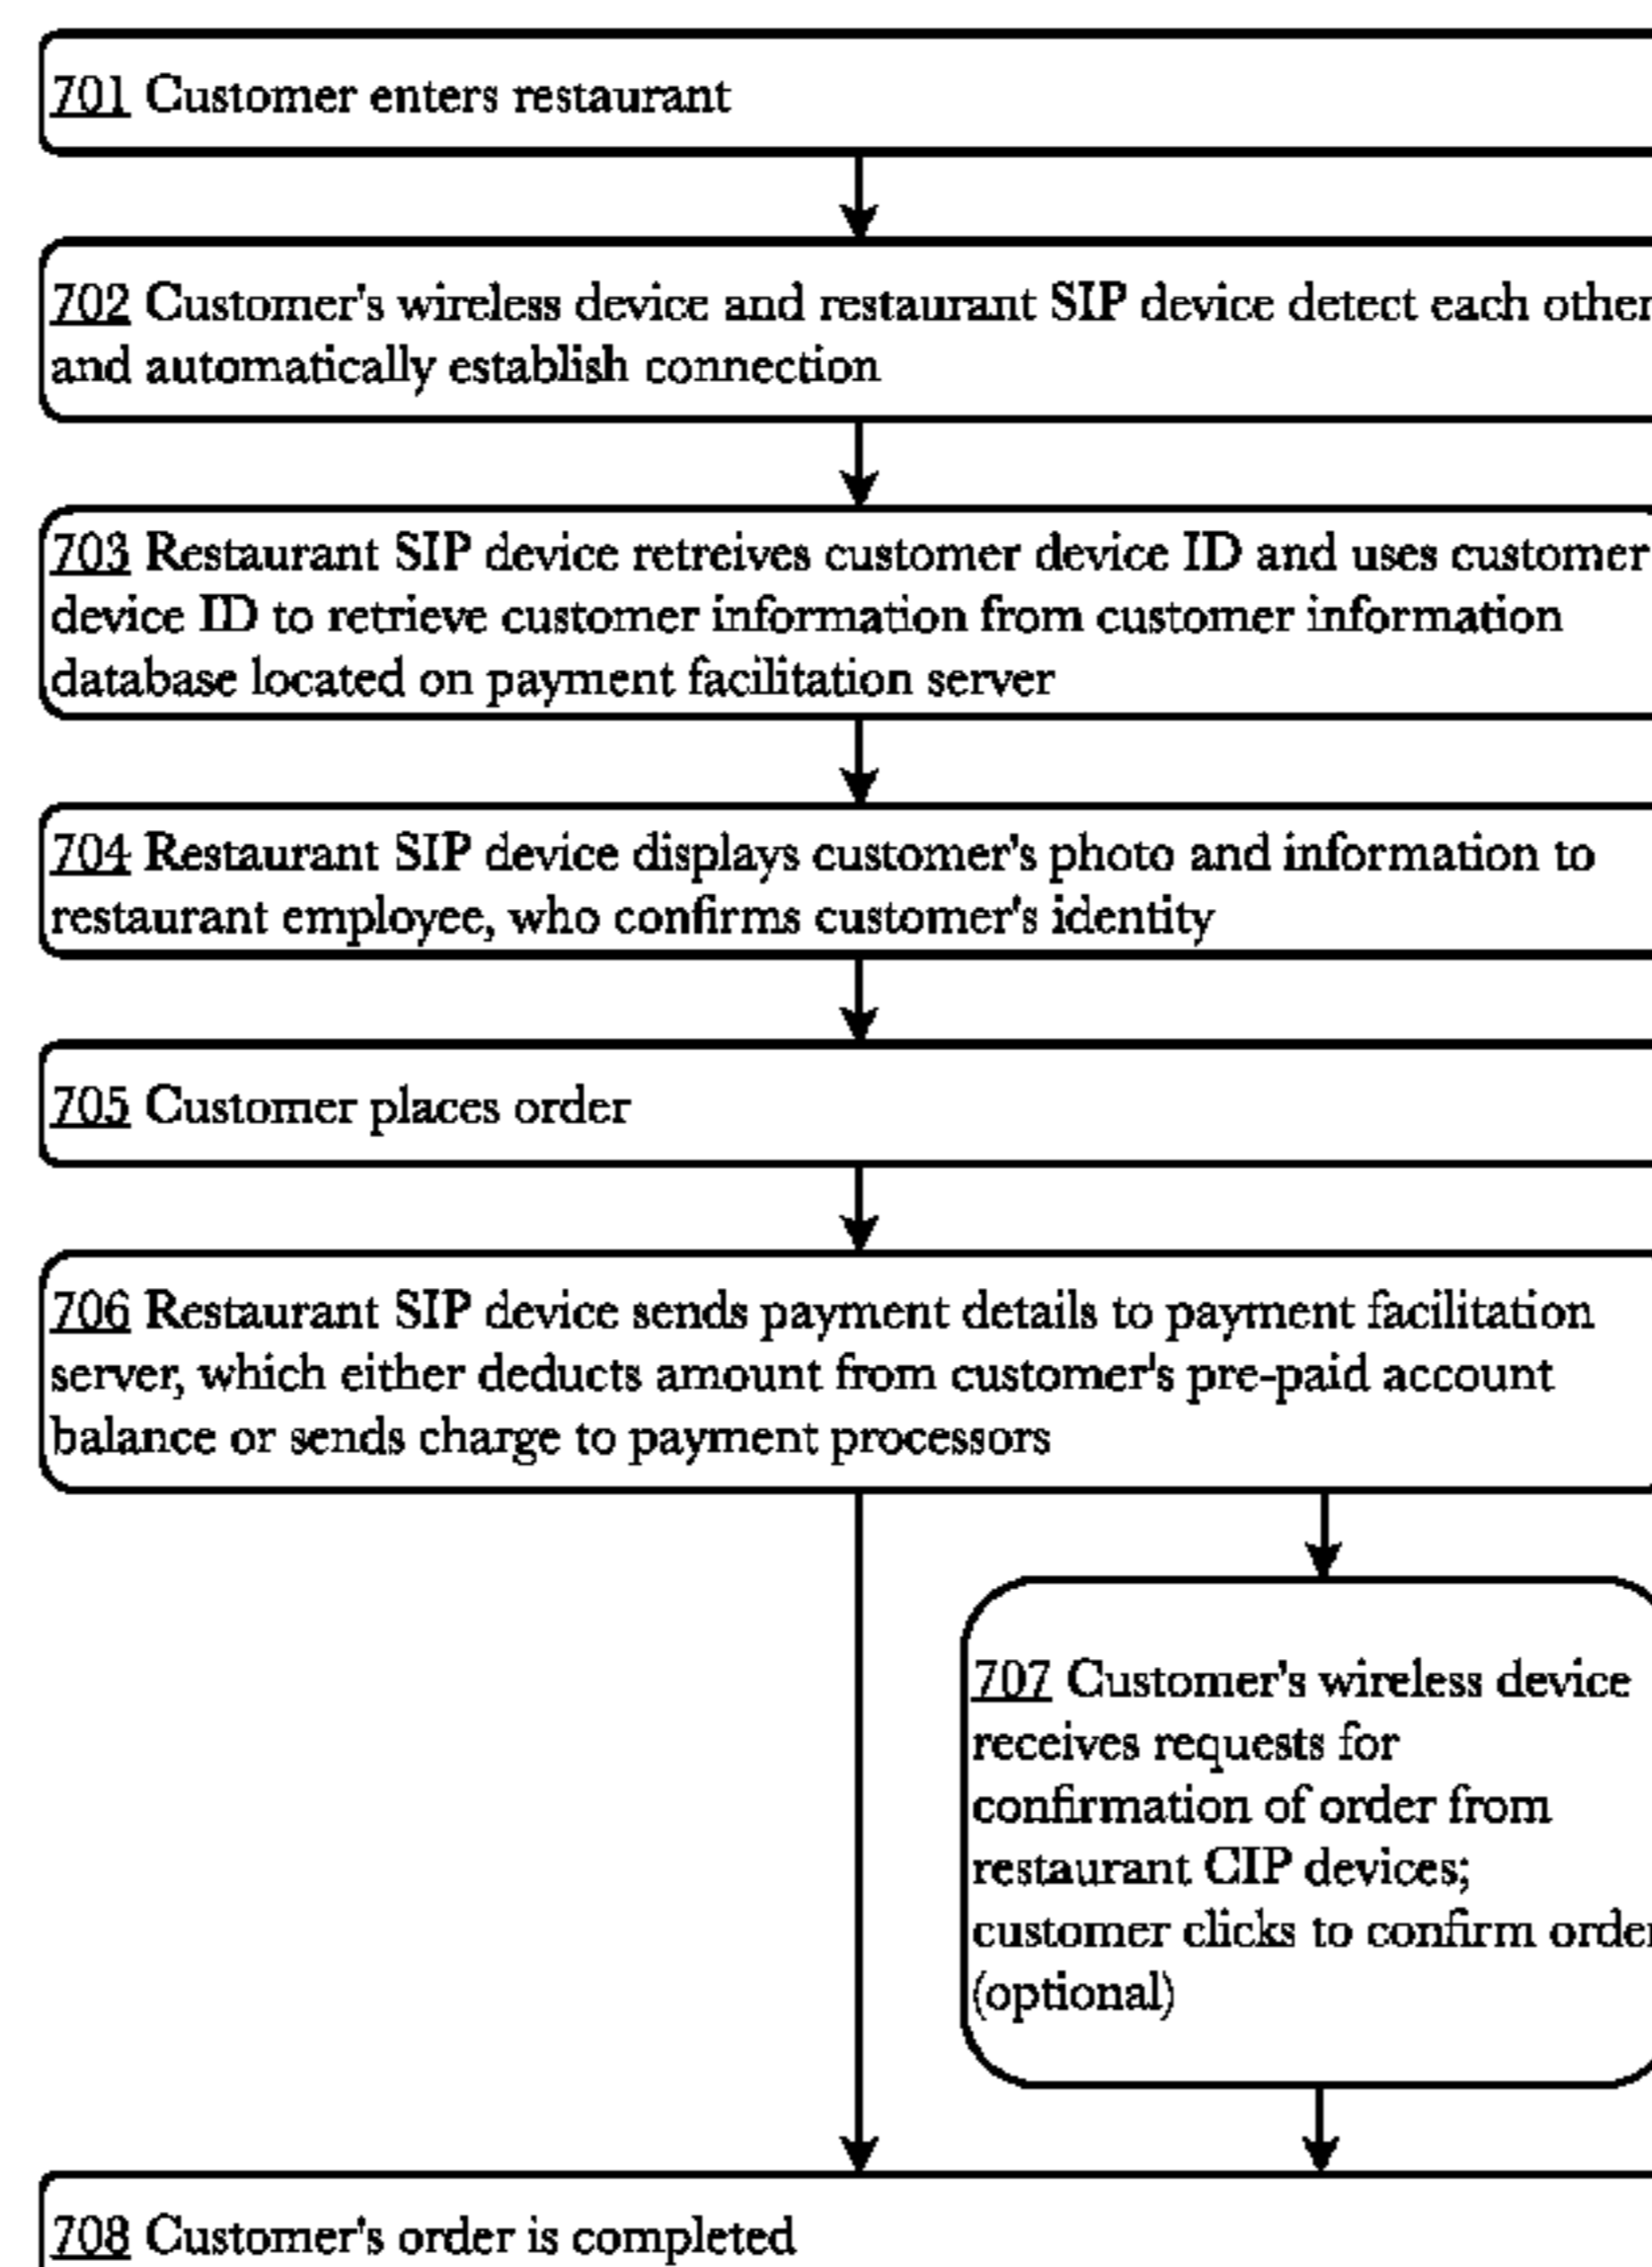 701 Customer enters restaurant
702 Customer's wireless device and restaurant SIP device detect each other
and automatically establish connection
703 Restaurant SIP device retreives customer device ID and uses customer
device ID to retrieve customer information from customer information
database located on payment facilitation server
704 Restaurant SIP device displays customer's photo and information to
restaurant employee, who confirms customer's identity
705 Customer places order
706 Restaurant SIP device sends payment details to payment facilitation
server, which either deducts amount from customer's pre-paid account
balance or sends charge to payment processors
707 Customer's wireless device
receives requests for
confirmation of order from
restaurant CIP devices;
customer clicks to confirm order
(optional)
708 Customer's order is completed